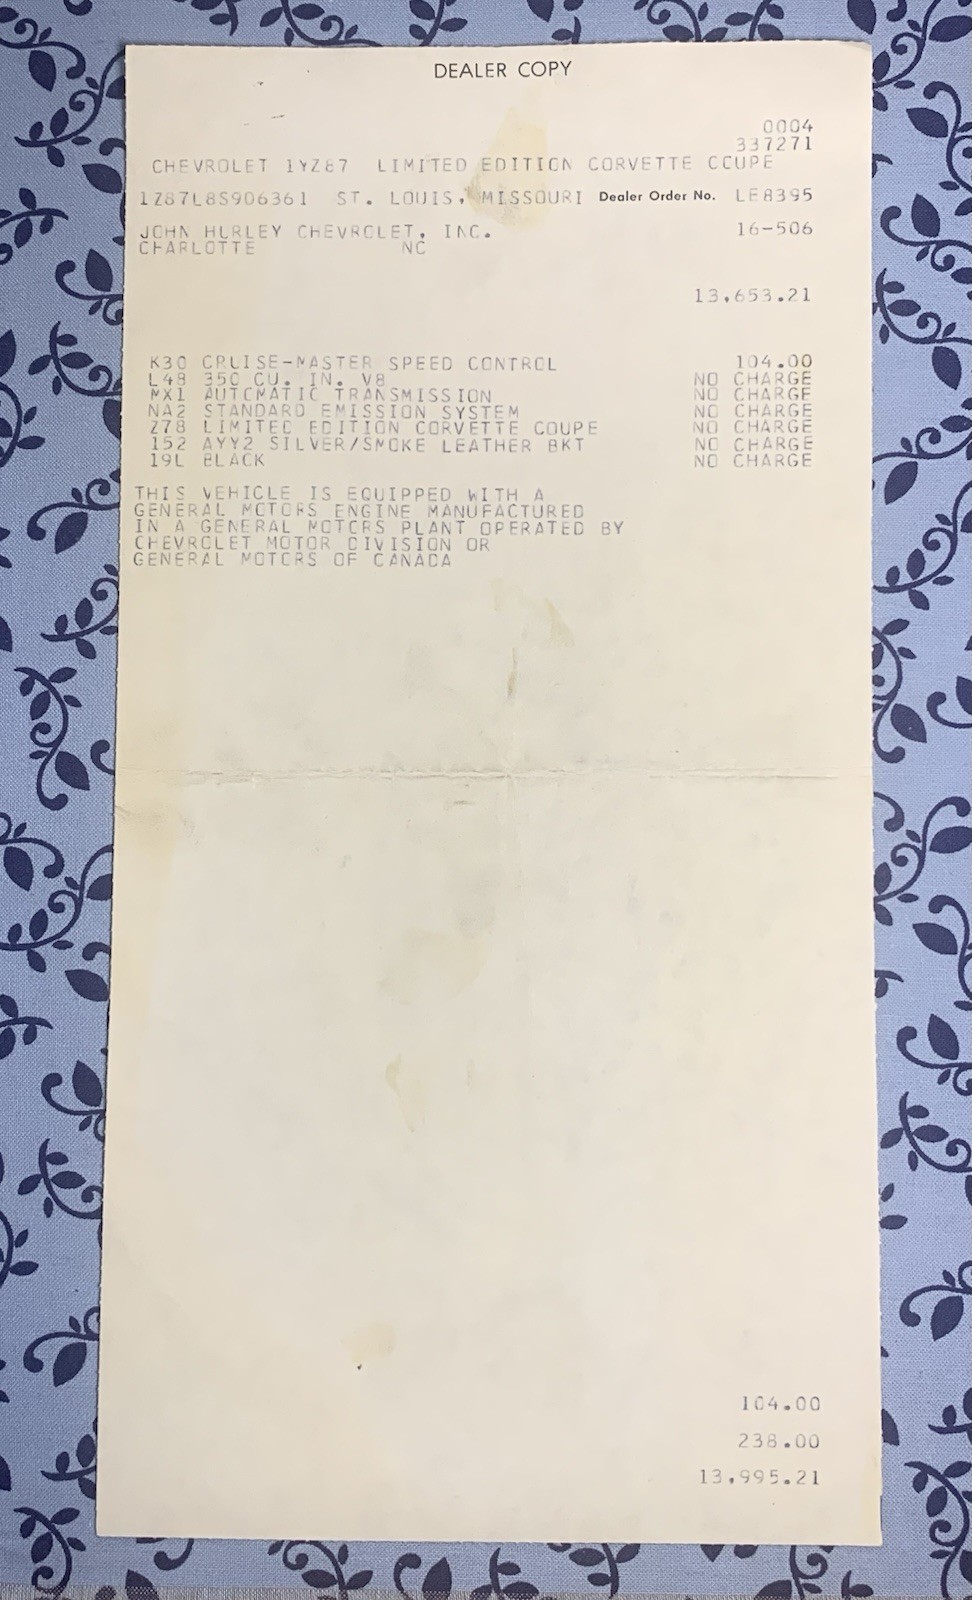 DEALER COPY
0004
337271
CHEVROLET 1YZ87 LIMITED EDITION CORVETTE COUPE
1Z87L8S906361 ST. LOUIS, MISSOURI Dealer Order No. LE8395
JOHN HURLEY CHEVROLET, INC. 16-506
CHARLOTTE NC
13,653.21
K30 CRUISE-MASTER SPEED CONTROL 104.00
L48 350 CU. IN. V8 NO CHARGE
MX1 AUTOMATIC TRANSMISSION NO CHARGE
NA2 STANDARD EMISSION SYSTEM NO CHARGE
Z78 LIMITED EDITION CORVETTE COUPE NO CHARGE
152 AYY2 SILVER/SMOKE LEATHER BKT NO CHARGE
19L BLACK NO CHARGE
THIS VEHICLE IS EQUIPPED WITH A
GENERAL MOTORS ENGINE MANUFACTURED
IN A GENERAL MOTORS PLANT OPERATED BY
CHEVROLET MOTOR DIVISION OR
GENERAL MOTORS OF CANADA
104.00
238.00
13,995.21